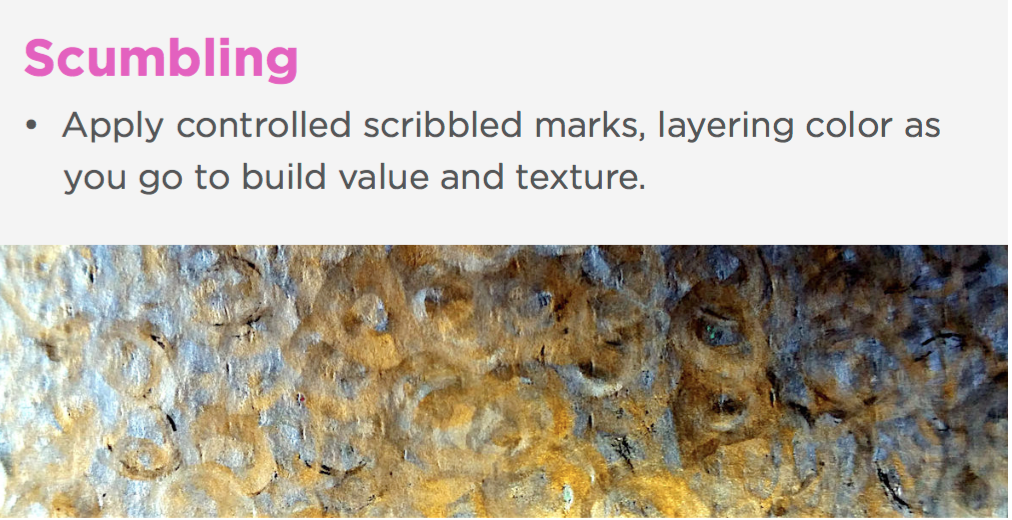 Scumbling
• Apply controlled scribbled marks, layering color as
you go to build value and texture.